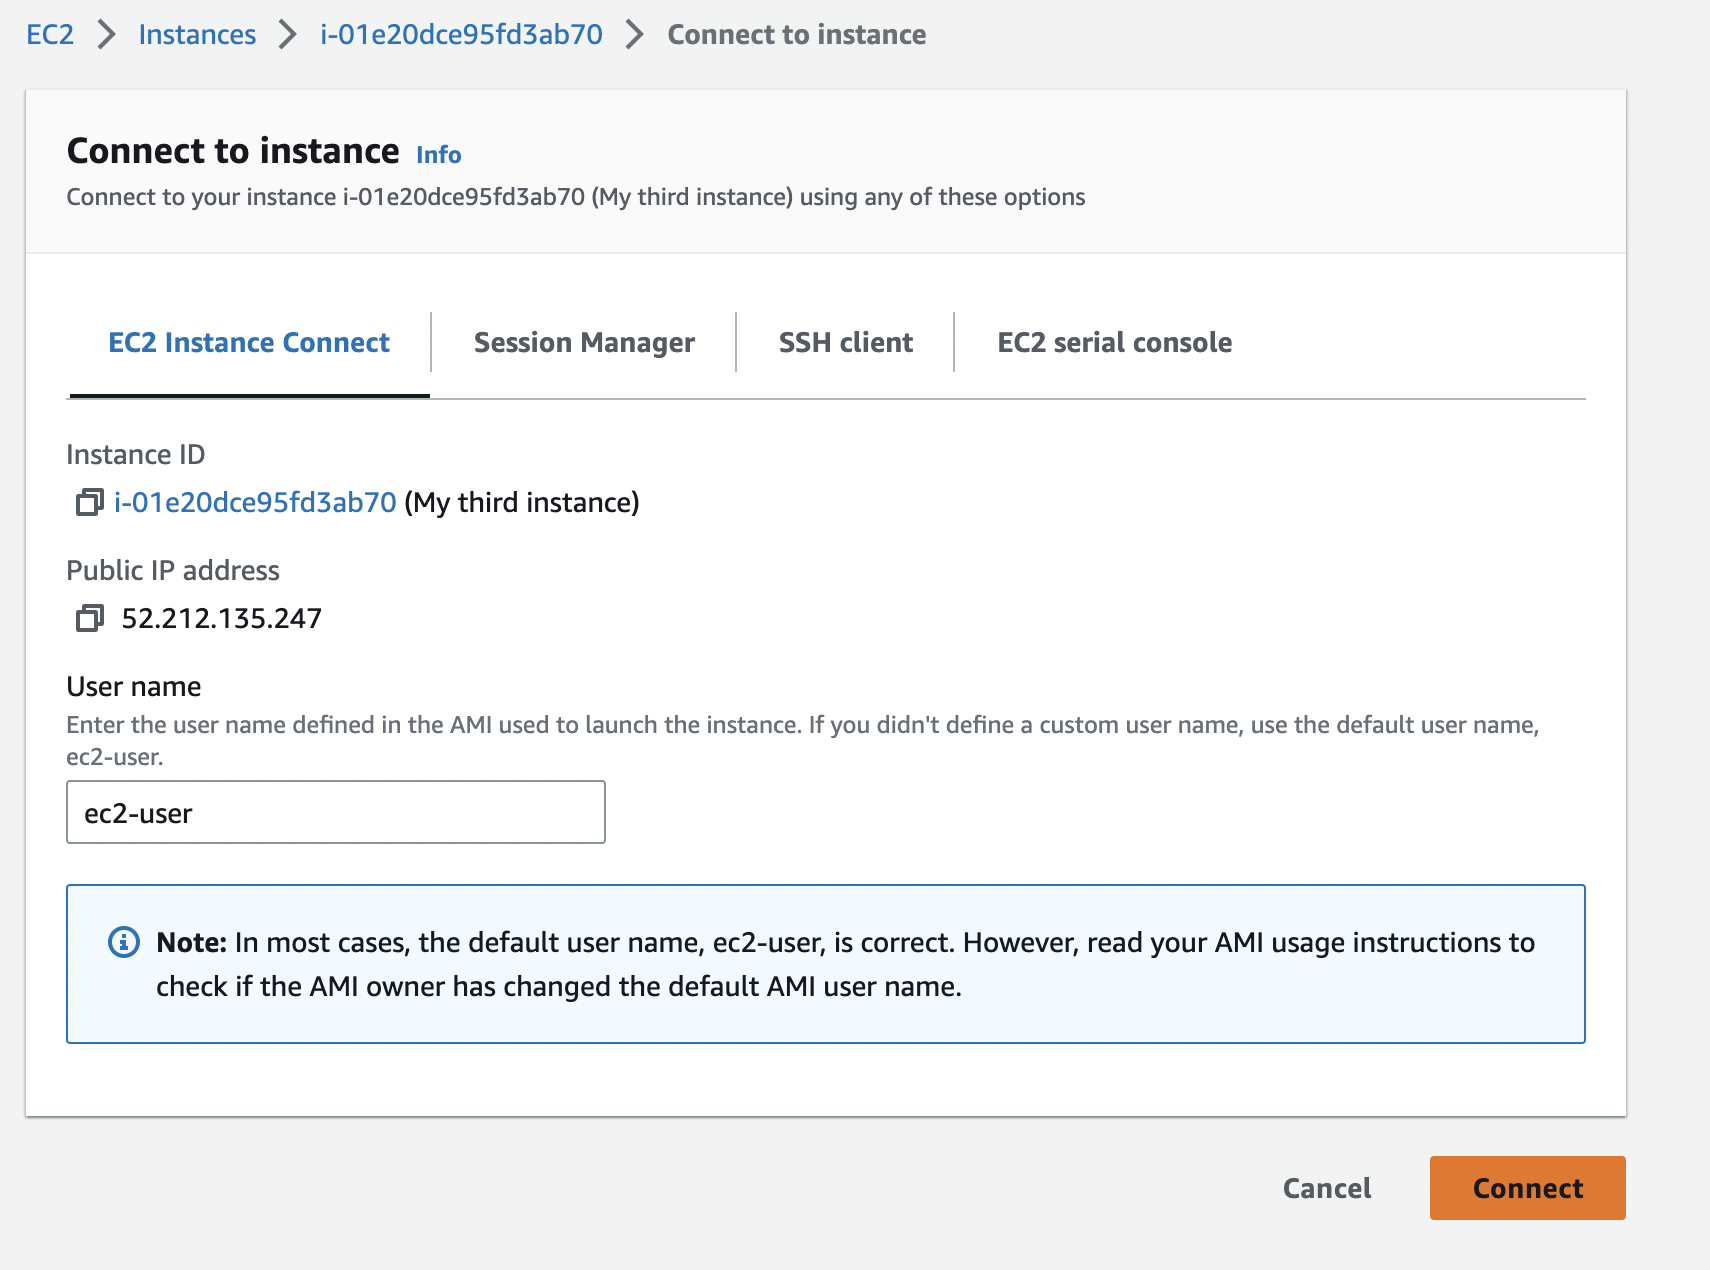 EC2 Instances i-01e20dce95fd3ab70 Connect to instance
Connect to instance Info
Connect to your instance i-01e20dce95fd3ab70 (My third instance) using any of these options
EC2 Instance Connect Session Manager SSH client EC2 serial console
Instance ID
i-01e20dce95fd3ab70 (My third instance)
Public IP address
52.212.135.247
User name
Enter the user name defined in the AMI used to launch the instance. If you didn't define a custom user name, use the default user name,
ec2-user.
ec2-user
Note: In most cases, the default user name, ec2-user, is correct. However, read your AMI usage instructions to
check if the AMI owner has changed the default AMI user name.
Cancel Connect